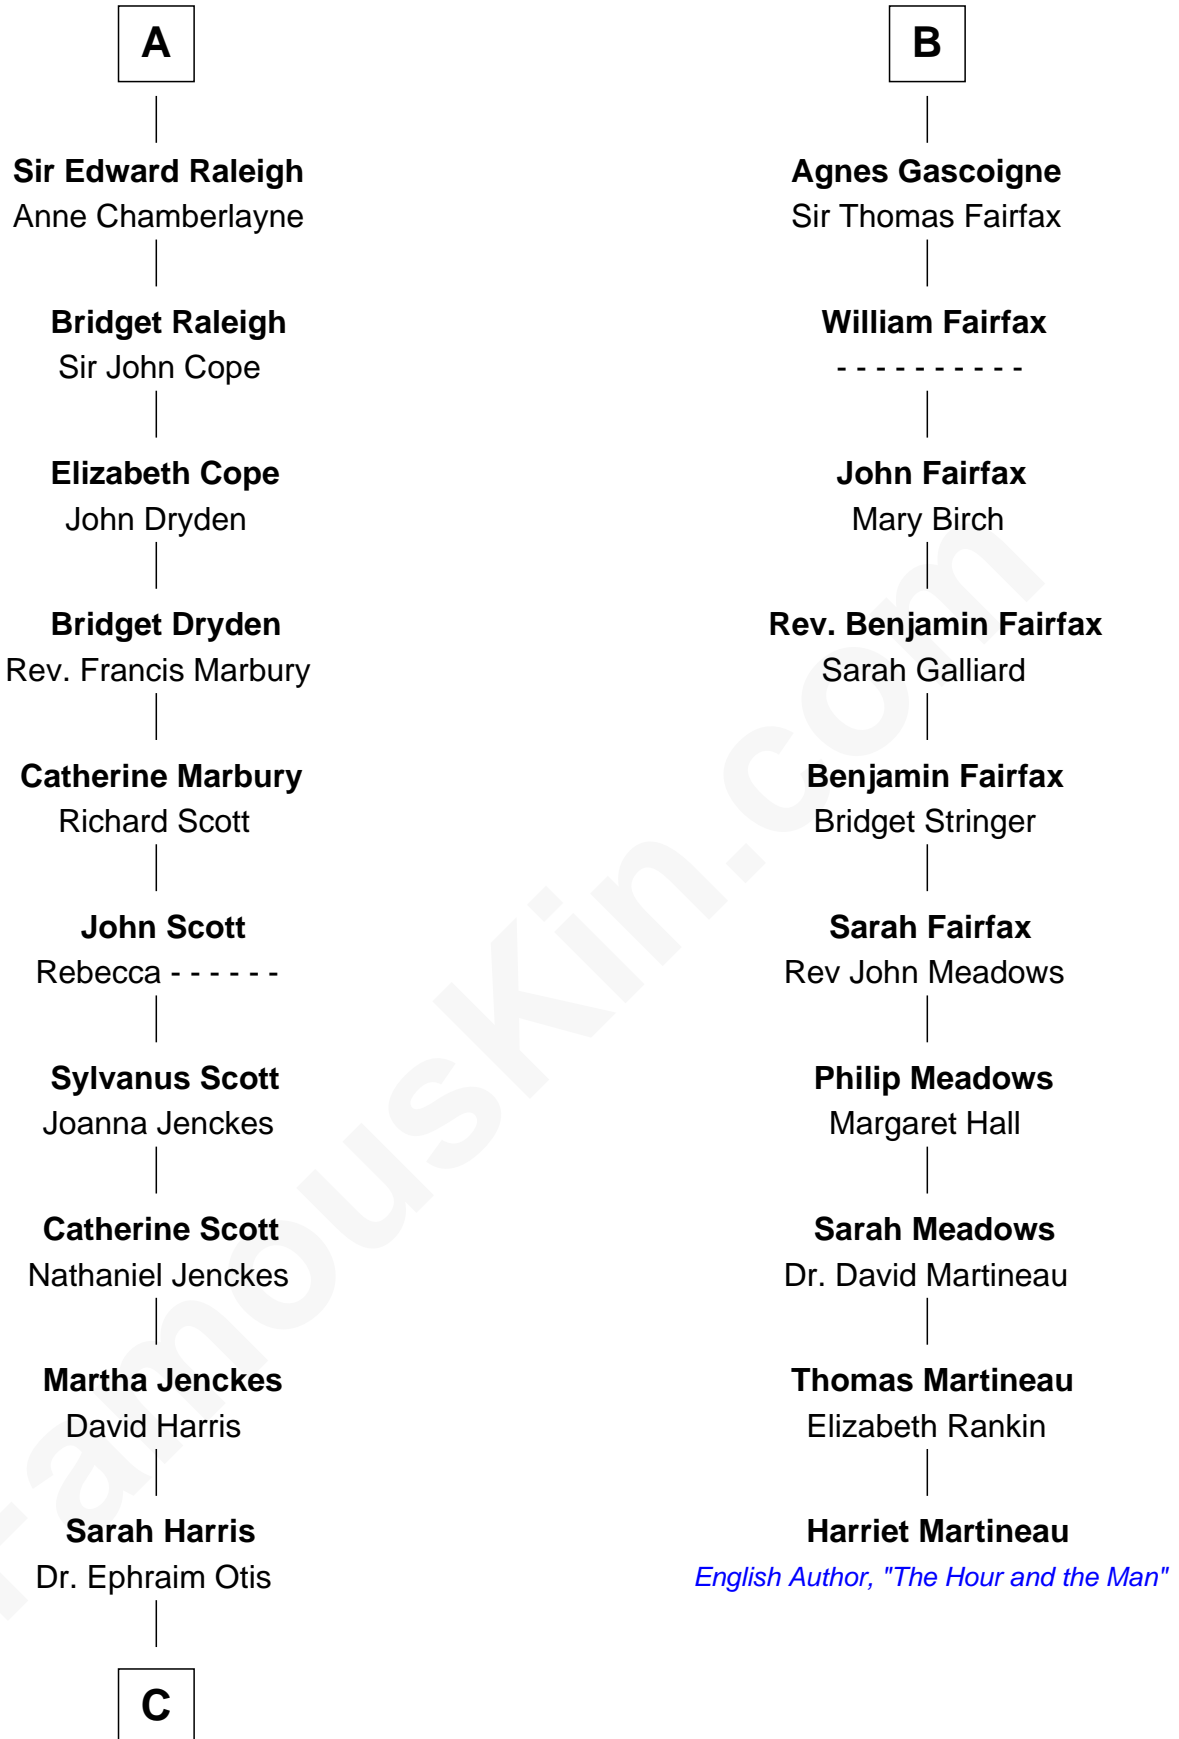 A
Sir Edward Raleigh
Anne Chamberlayne
Bridget Raleigh
Sir John Cope
Elizabeth Cope
John Dryden
Bridget Dryden
Rev. Francis Marbury
Catherine Marbury
Richard Scott
John Scott
Rebecca - - - - - -
Sylvanus Scott
Joanna Jenckes
Catherine Scott
Nathaniel Jenckes
Martha Jenckes
David Harris
Sarah Harris
Dr. Ephraim Otis
C
B
Agnes Gascoigne
Sir Thomas Fairfax
William Fairfax
- - - - - - - - - -
John Fairfax
Mary Birch
Rev. Benjamin Fairfax
Sarah Galliard
Benjamin Fairfax
Bridget Stringer
Sarah Fairfax
Rev John Meadows
Philip Meadows
Margaret Hall
Sarah Meadows
Dr. David Martineau
Thomas Martineau
Elizabeth Rankin
Harriet Martineau
English Author, "The Hour and the Man"
FamousKin.com